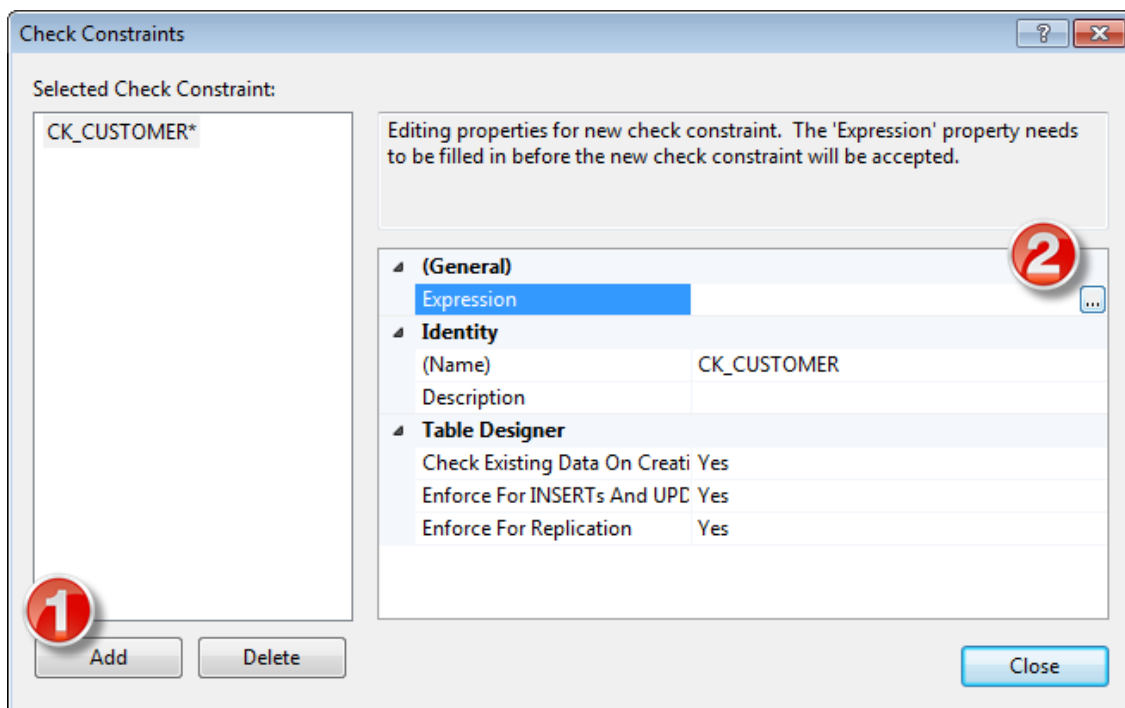 Check Constraints
Selected Check Constraint:
CK_CUSTOMER*
Editing properties for new check constraint.  The 'Expression' property needs
to be filled in before the new check constraint will be accepted.
2
(General)
Expression ...
Identity
(Name) CK_CUSTOMER
Description
Table Designer
Check Existing Data On Creati Yes
Enforce For INSERTs And UPD Yes
Enforce For Replication Yes
1
Add Delete
Close